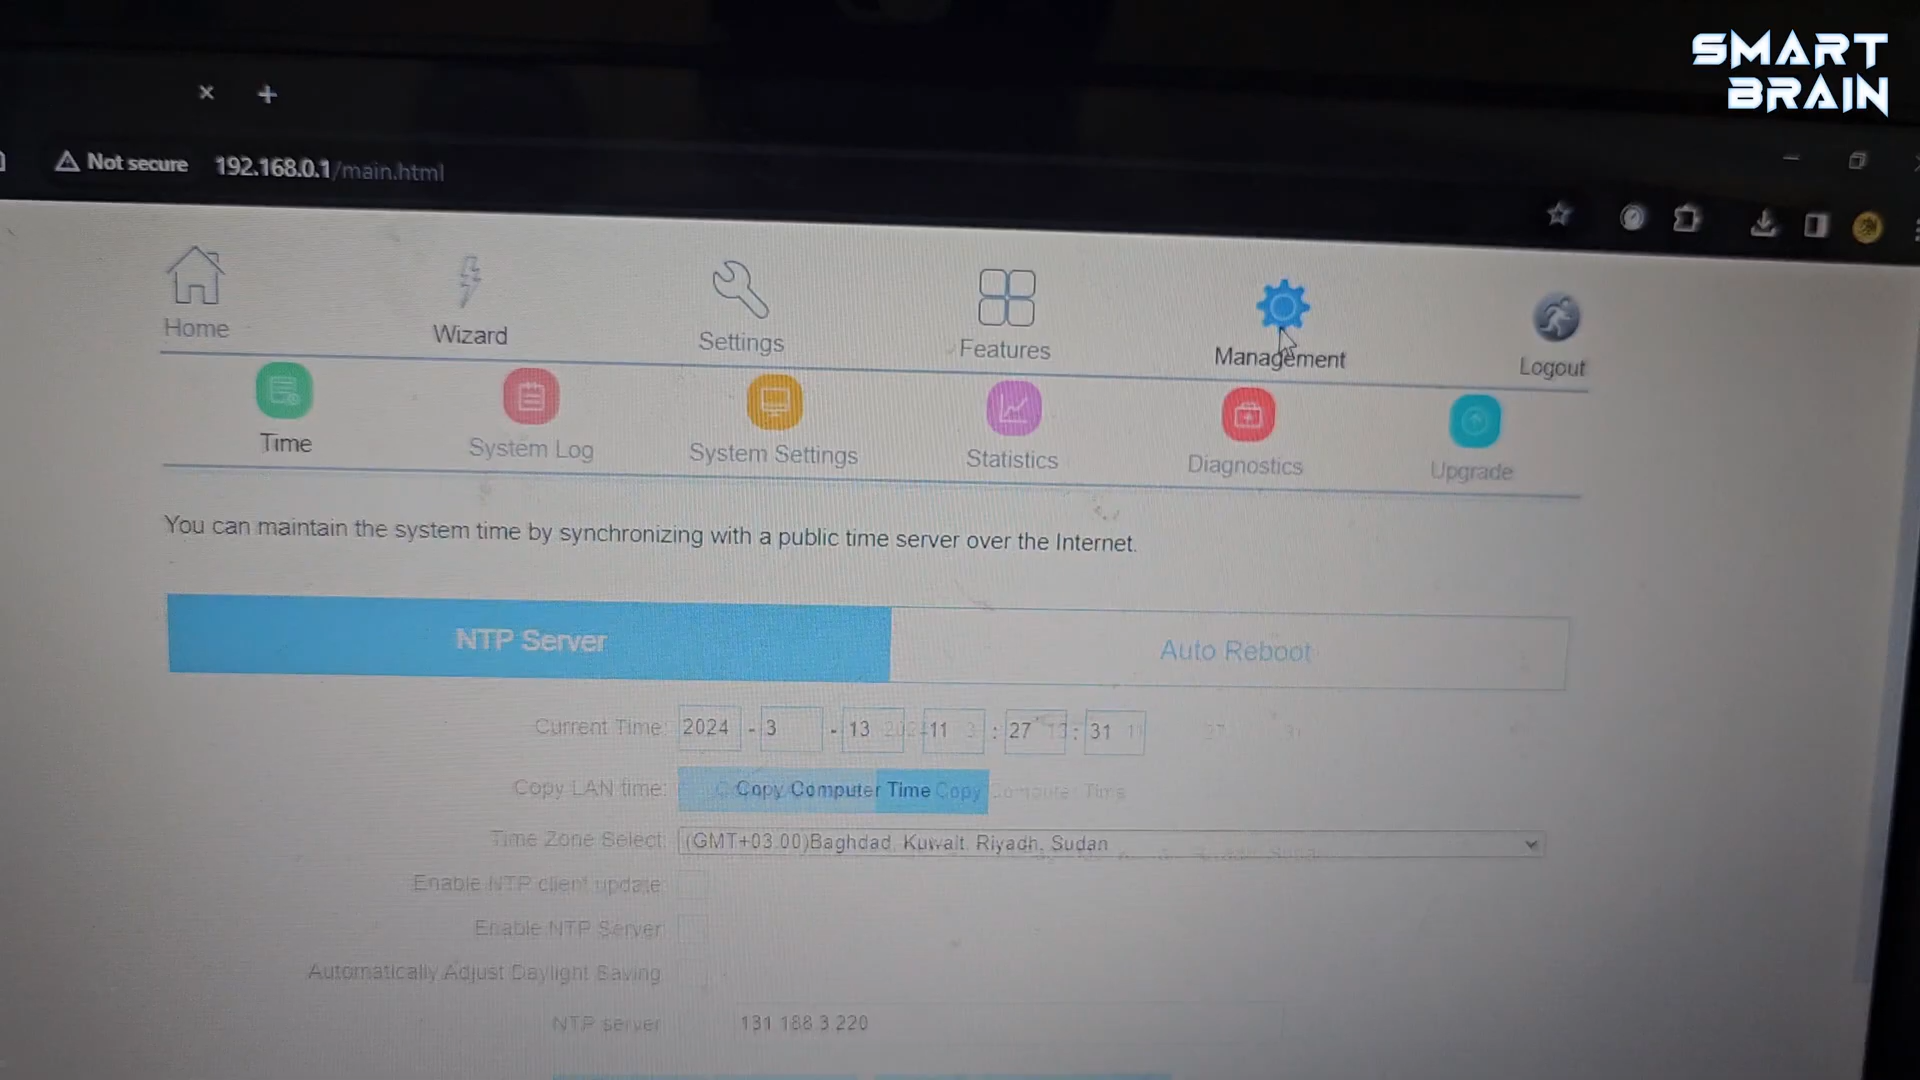 SMART
BRAIN
Not secure 192.168.0.1/main.html
Home Wizard Settings Features Management Logout
Time System Log System Settings Statistics Diagnostics Upgrade
You can maintain the system time by synchronizing with a public time server over the Internet.
NTP Server Auto Reboot
Current Time: 2024 - 3 - 13 11 : 27 : 31
Copy LAN time: Copy Computer Time
Time Zone Select: (GMT+03:00)Baghdad, Kuwait, Riyadh, Sudan
Enable NTP client update
Enable NTP Server
Automatically Adjust Daylight Saving
NTP server 131.188.3.220